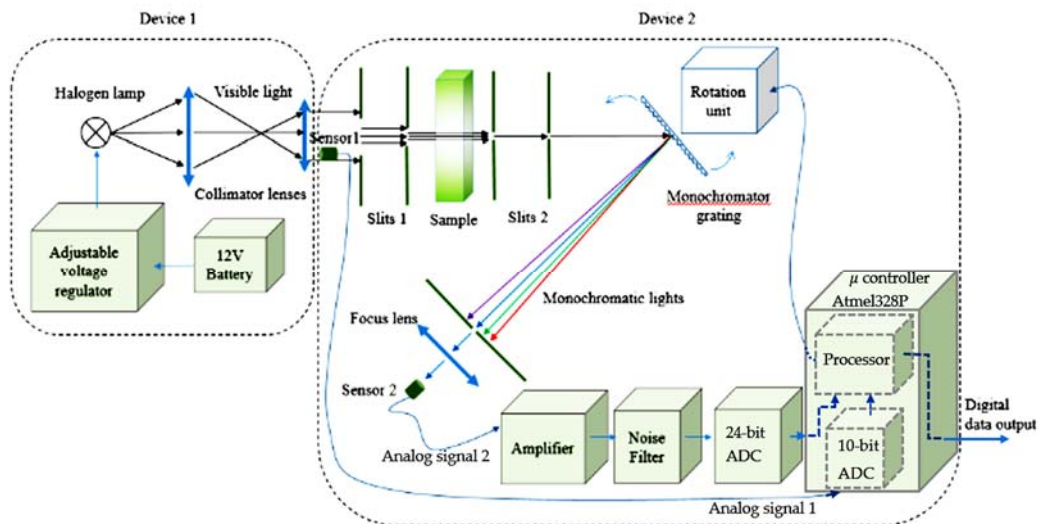 Device 1
Device 2
Halogen lamp
Visible light
Sensor1
Rotation
unit
Collimator lenses
Slits 1
Sample
Slits 2
Monochromator
grating
Adjustable
voltage
regulator
12V
Battery
Monochromatic lights
μ controller
Atmel328P
Focus lens
Processor
Sensor 2
Amplifier
Noise
Filter
24-bit
ADC
10-bit
ADC
Digital
data output
Analog signal 2
Analog signal 1